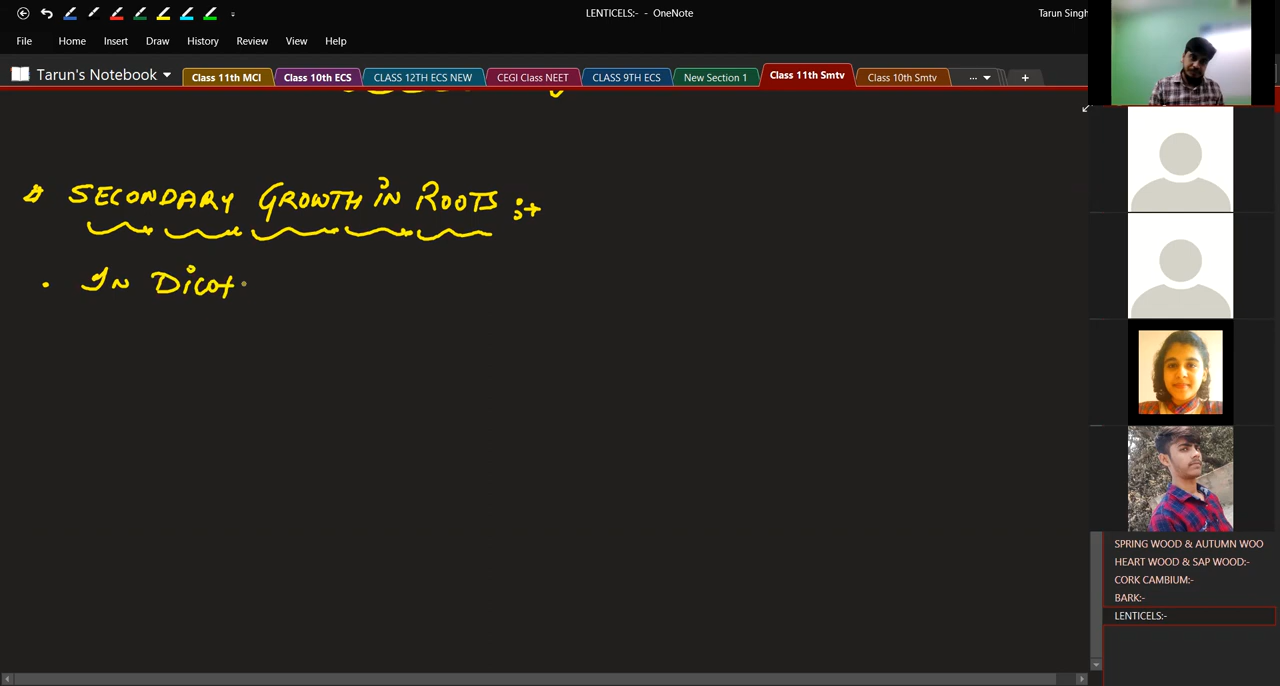 LENTICELS:- - OneNote
Tarun Singh
File Home Insert Draw History Review View Help
Tarun's Notebook
Class 11th MCI Class 10th ECS CLASS 12TH ECS NEW CEGI Class NEET CLASS 9TH ECS New Section 1 Class 11th Smtv Class 10th Smtv ... +
SECONDARY GROWTH IN ROOTS :-
. IN Dicot
SPRING WOOD & AUTUMN WOO
HEART WOOD & SAP WOOD:-
CORK CAMBIUM:-
BARK:-
LENTICELS:-